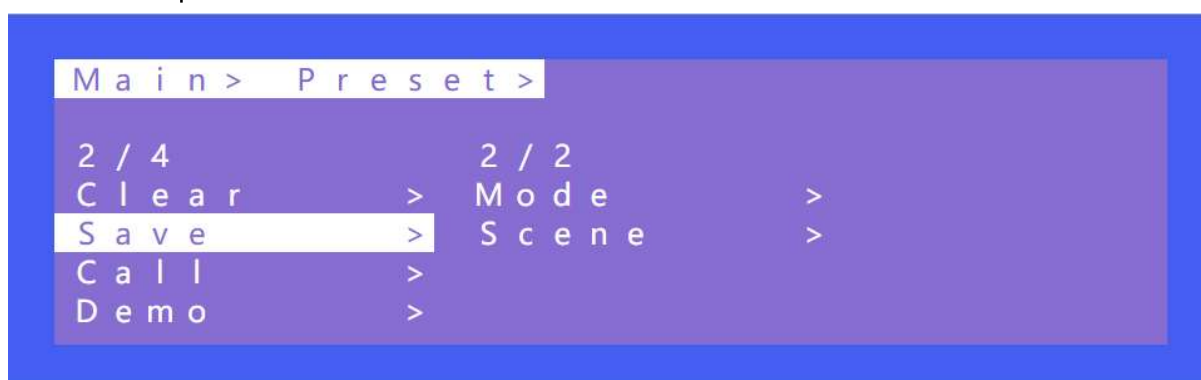 Main> Preset>
2/4 2/2
Clear > Mode >
Save > Scene >
Call >
Demo >